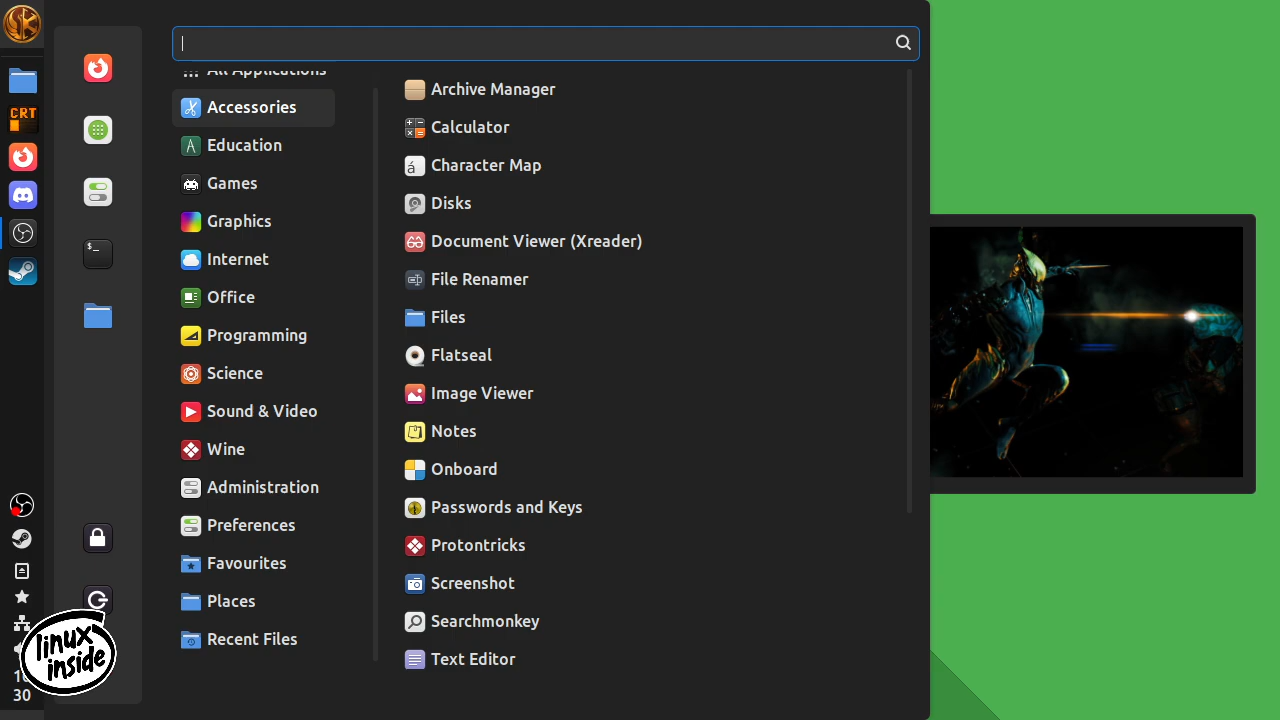 CRT
$_
All Applications
Accessories
Education
Games
Graphics
Internet
Office
Programming
Science
Sound & Video
Wine
Administration
Preferences
Favourites
Places
Recent Files
Archive Manager
Calculator
Character Map
Disks
Document Viewer (Xreader)
File Renamer
Files
Flatseal
Image Viewer
Notes
Onboard
Passwords and Keys
Protontricks
Screenshot
Searchmonkey
Text Editor
linux
inside
30